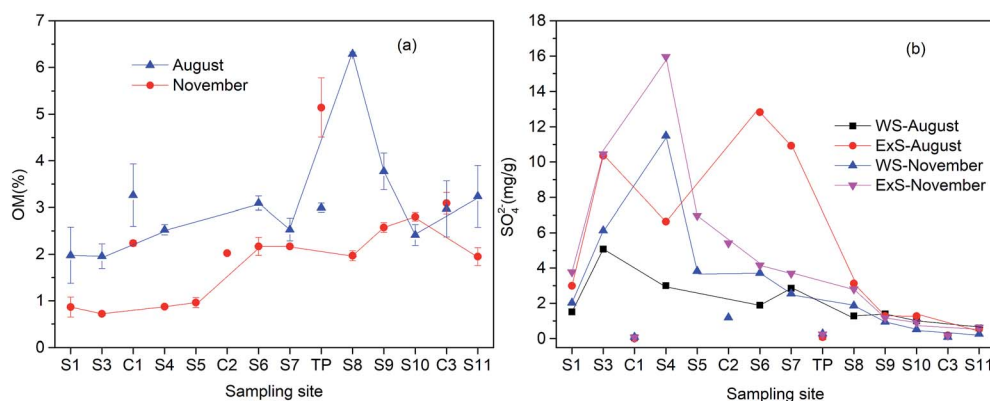 (a)
August
November
7
6
5
4
3
2
1
0
OM(%)
S1 S3 C1 S4 S5 C2 S6 S7 TP S8 S9 S10 C3 S11
Sampling site
(b)
WS-August
ExS-August
WS-November
ExS-November
18
16
14
12
10
8
6
4
2
0
SO₄²⁻(mg/g)
S1 S3 C1 S4 S5 C2 S6 S7 TP S8 S9 S10 C3 S11
Sampling site